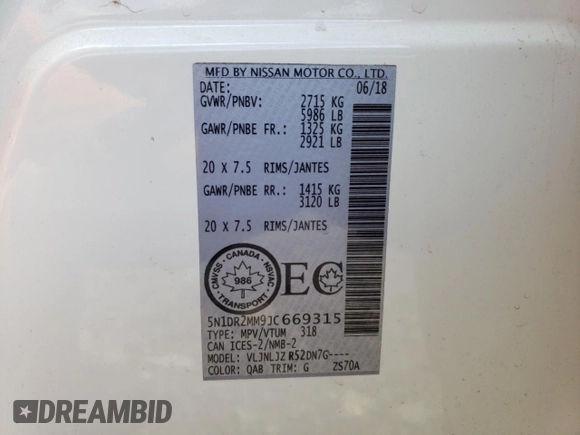 MFD BY NISSAN MOTOR CO., LTD.
DATE: 06/18
GVWR/PNBV: 2715 KG
5986 LB
GAWR/PNBE FR.: 1325 KG
2921 LB
20 X 7.5 RIMS/JANTES
GAWR/PNBE RR.: 1415 KG
3120 LB
20 X 7.5 RIMS/JANTES
CMVSS - CANADA - NSVAC
986
TRANSPORT
EC
5N1DR2MM9JC669315
TYPE: MPV/VTUM 318
CAN ICES-2/NMB-2
MODEL: VLJNLJZ R52DN7G----
COLOR: QAB TRIM: G ZS70A
DREAMBID